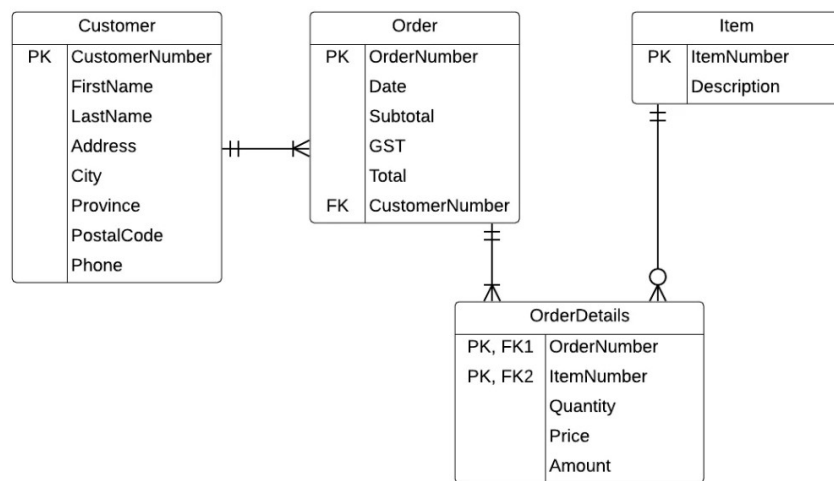 Customer
PK CustomerNumber
FirstName
LastName
Address
City
Province
PostalCode
Phone
Order
PK OrderNumber
Date
Subtotal
GST
Total
FK CustomerNumber
Item
PK ItemNumber
Description
OrderDetails
PK, FK1 OrderNumber
PK, FK2 ItemNumber
Quantity
Price
Amount